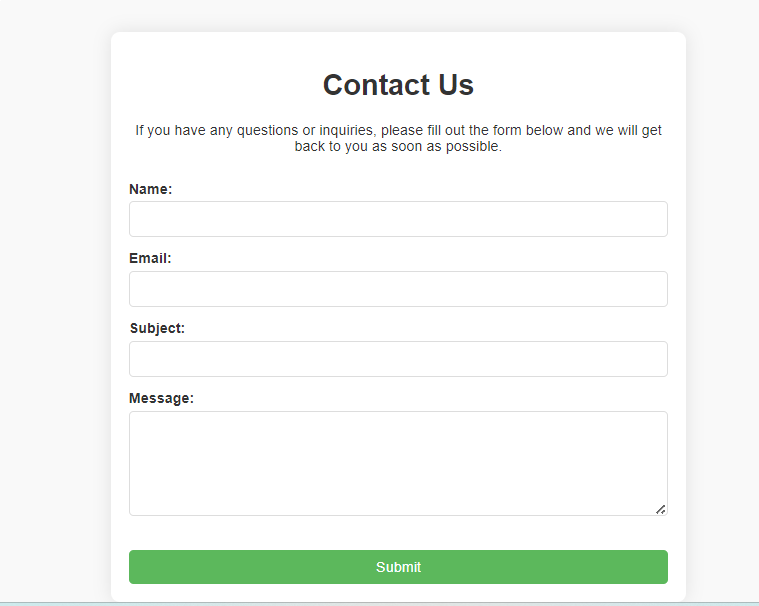 Contact Us
If you have any questions or inquiries, please fill out the form below and we will get
back to you as soon as possible.
Name:
Email:
Subject:
Message:
Submit